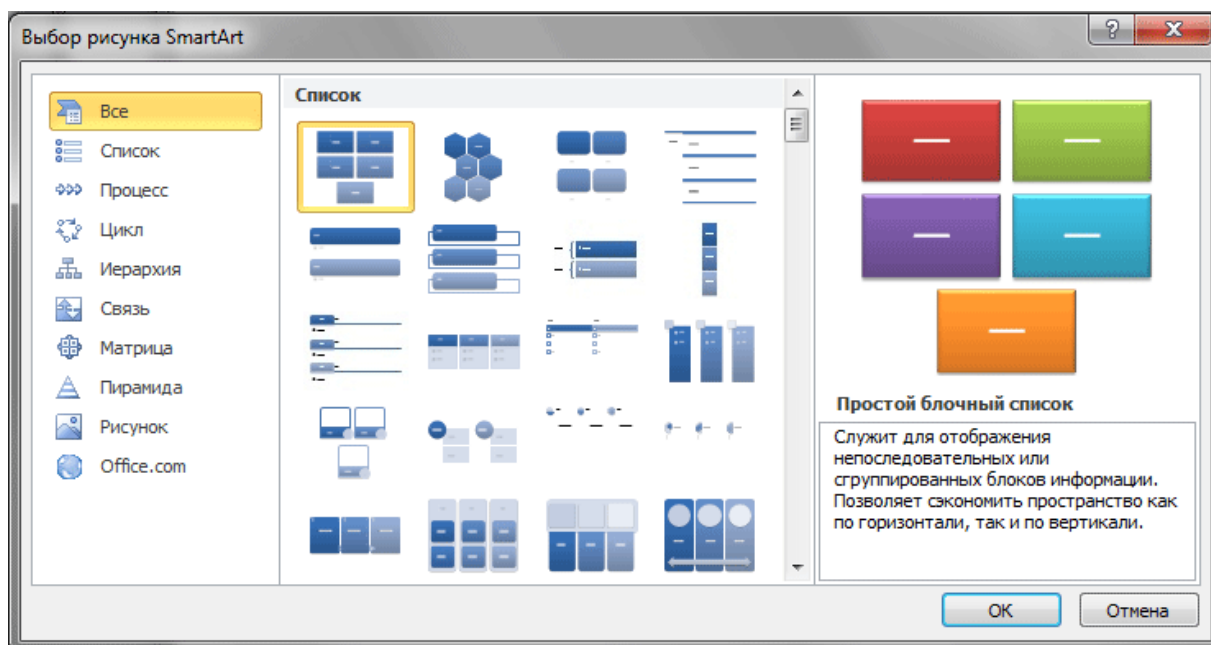 Выбор рисунка SmartArt
Все
Список
Процесс
Цикл
Иерархия
Связь
Матрица
Пирамида
Рисунок
Office.com
Список
Простой блочный список
Служит для отображения
непоследовательных или
сгруппированных блоков информации.
Позволяет сэкономить пространство как
по горизонтали, так и по вертикали.
ОК
Отмена